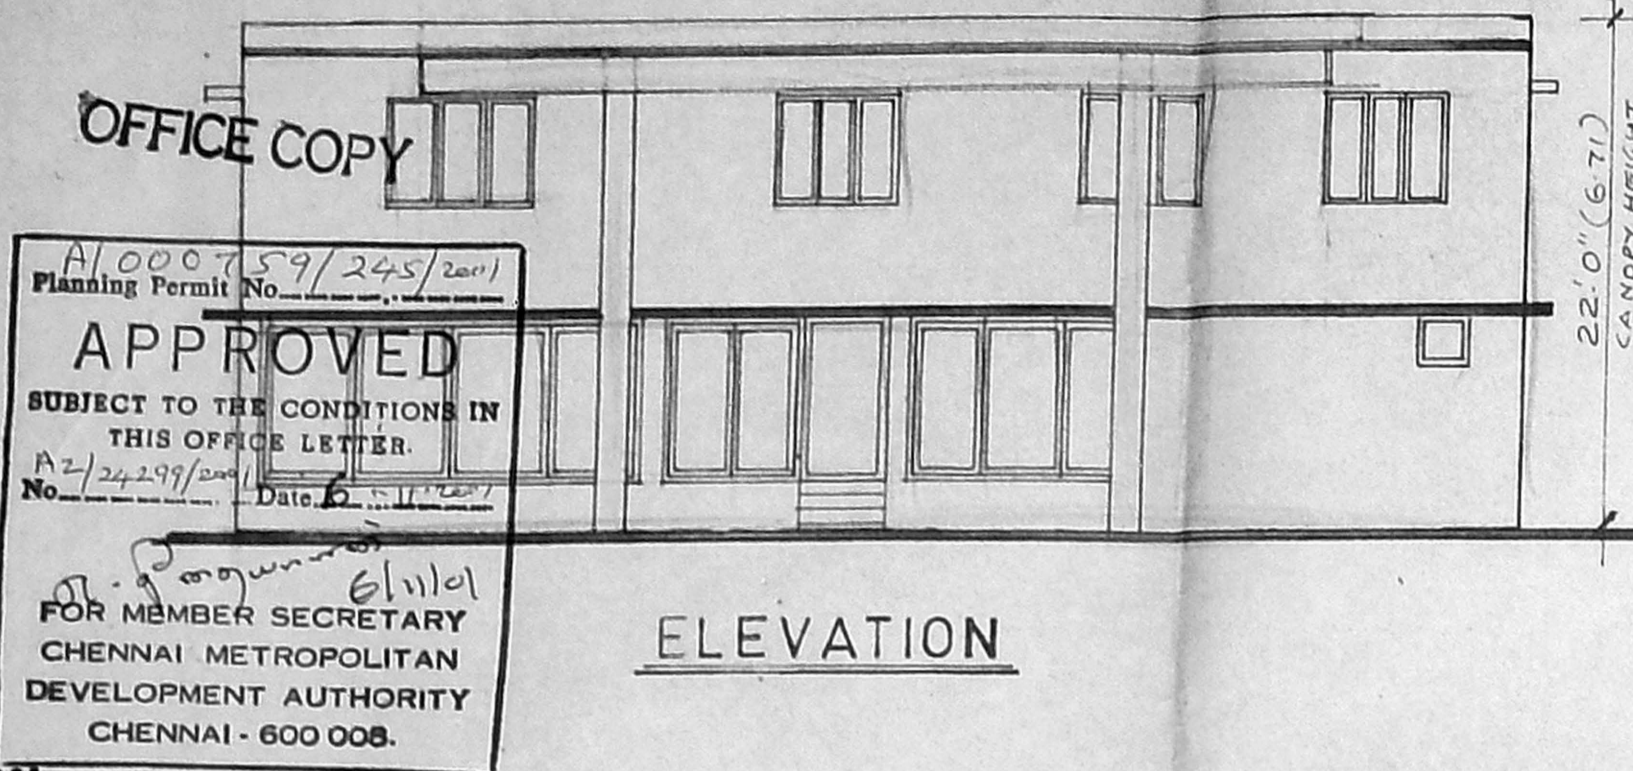 OFFICE COPY
A/000759/245/2001
Planning Permit No
APPROVED
SUBJECT TO THE CONDITIONS IN
THIS OFFICE LETTER.
A2/24299/2001
No Date 6-11-2001
6/11/01
FOR MEMBER SECRETARY
CHENNAI METROPOLITAN
DEVELOPMENT AUTHORITY
CHENNAI - 600 008.
ELEVATION
22'.0" (6.71)
CANOPY HEIGHT